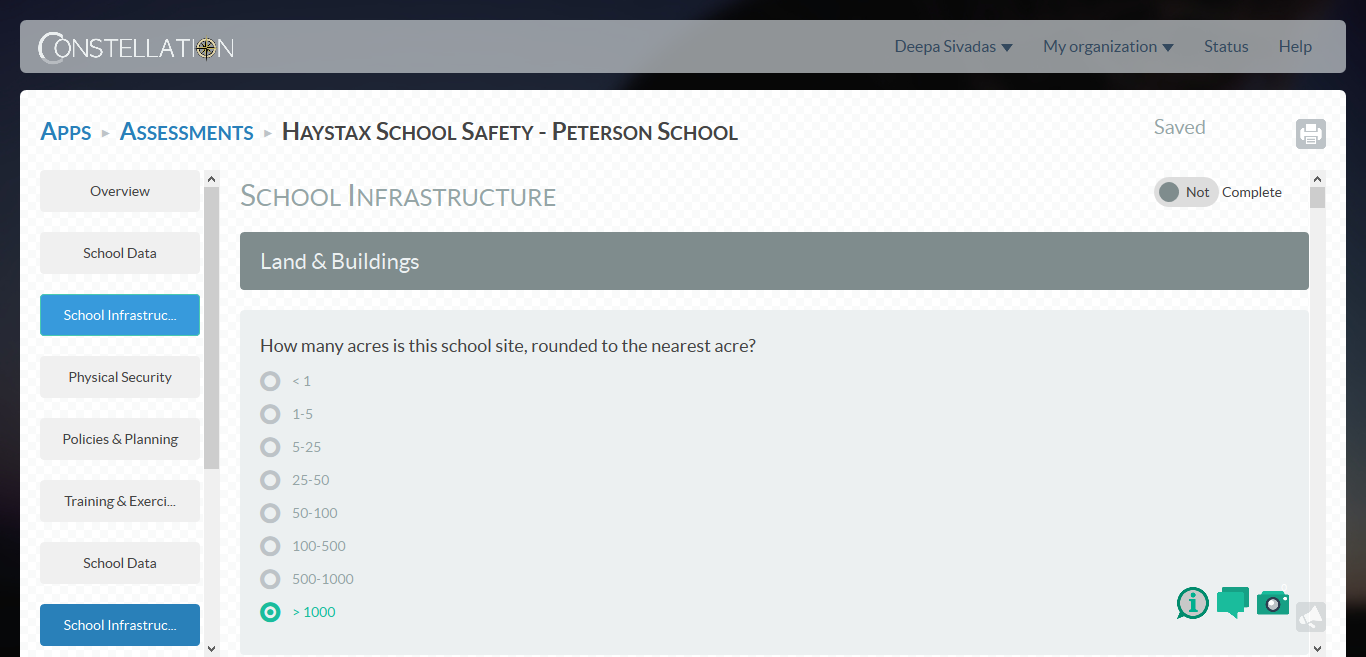 CONSTELLATION
Deepa Sivadas My organization Status Help
APPS ASSESSMENTS HAYSTAX SCHOOL SAFETY - PETERSON SCHOOL
Saved
Overview
School Data
School Infrastruc...
Physical Security
Policies & Planning
Training & Exerci...
School Data
School Infrastruc...
SCHOOL INFRASTRUCTURE
Not Complete
Land & Buildings
How many acres is this school site, rounded to the nearest acre?
< 1
1-5
5-25
25-50
50-100
100-500
500-1000
> 1000